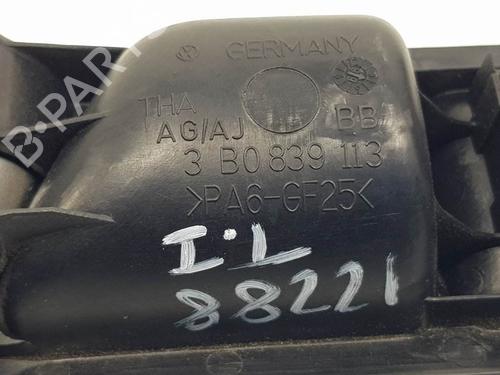 GERMANY
THA
AG/AJ BB
3 B0 839 113
>PA6-GF25<
I·L
88221
B-PARTS